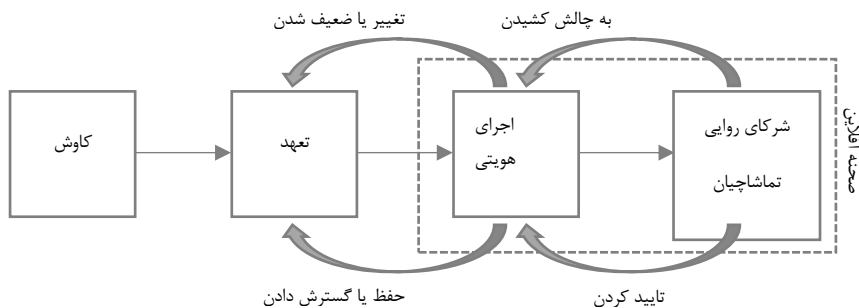 تغییر یا ضعیف شدن
به چالش کشیدن
کاوش
تعهد
اجرای
هویتی
شرکای روایی
تماشاچیان
صحنه افلاین
حفظ یا گسترش دادن
تایید کردن